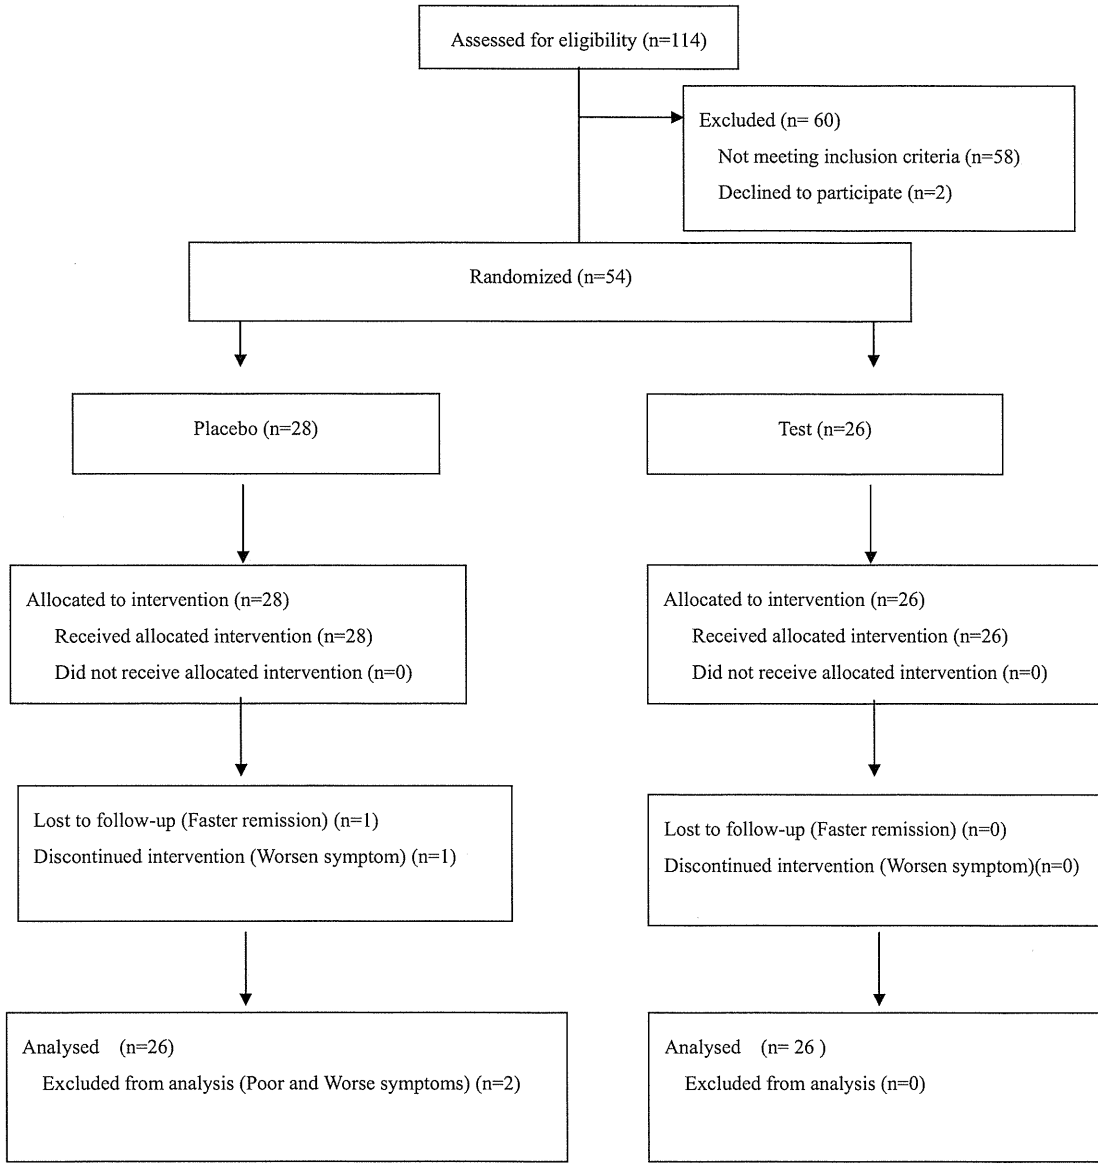 Assessed for eligibility (n=114)
Excluded (n= 60)
Not meeting inclusion criteria (n=58)
Declined to participate (n=2)
Randomized (n=54)
Placebo (n=28)
Test (n=26)
Allocated to intervention (n=28)
Received allocated intervention (n=28)
Did not receive allocated intervention (n=0)
Allocated to intervention (n=26)
Received allocated intervention (n=26)
Did not receive allocated intervention (n=0)
Lost to follow-up (Faster remission) (n=1)
Discontinued intervention (Worsen symptom) (n=1)
Lost to follow-up (Faster remission) (n=0)
Discontinued intervention (Worsen symptom)(n=0)
Analysed (n=26)
Excluded from analysis (Poor and Worse symptoms) (n=2)
Analysed (n= 26 )
Excluded from analysis (n=0)